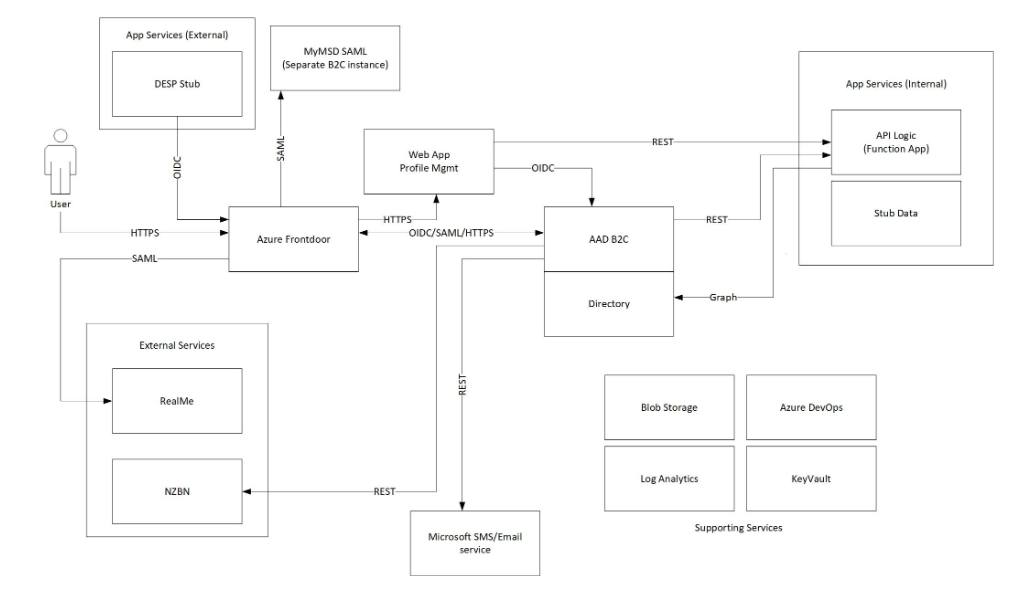 App Services (External)
DESP Stub
MyMSD SAML
(Separate B2C instance)
App Services (Internal)
API Logic
(Function App)
Stub Data
REST
Web App
Profile Mgmt
OIDC
SAML
OIDC
User
HTTPS
Azure Frontdoor
HTTPS
OIDC/SAML/HTTPS
AAD B2C
REST
SAML
Directory
Graph
External Services
RealMe
NZBN
REST
REST
Microsoft SMS/Email
service
Blob Storage
Azure DevOps
Log Analytics
KeyVault
Supporting Services